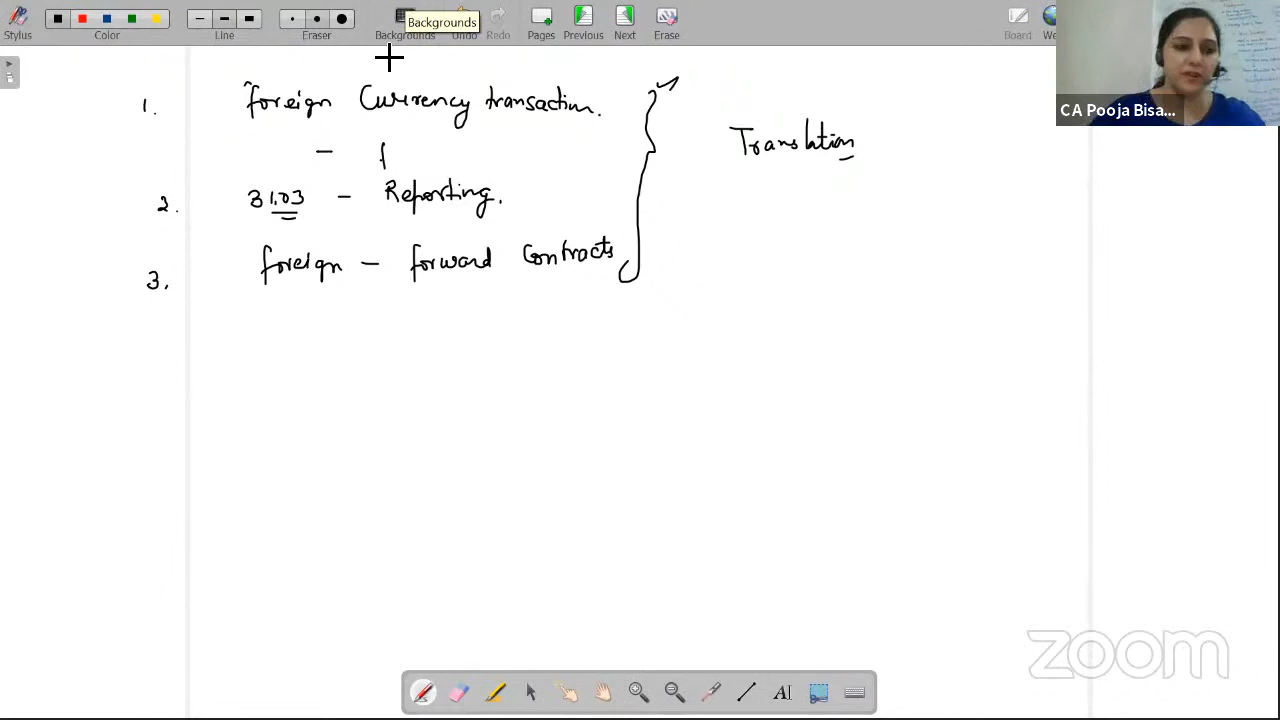 Stylus Color Line Eraser Backgrounds Undo Redo Pages Previous Next Erase Board
Backgrounds
CA Pooja Bisa...
1. foreign Currency transaction.
-
Translation
2. 31.03 - Reporting.
3. foreign - forward contracts
zoom
AI